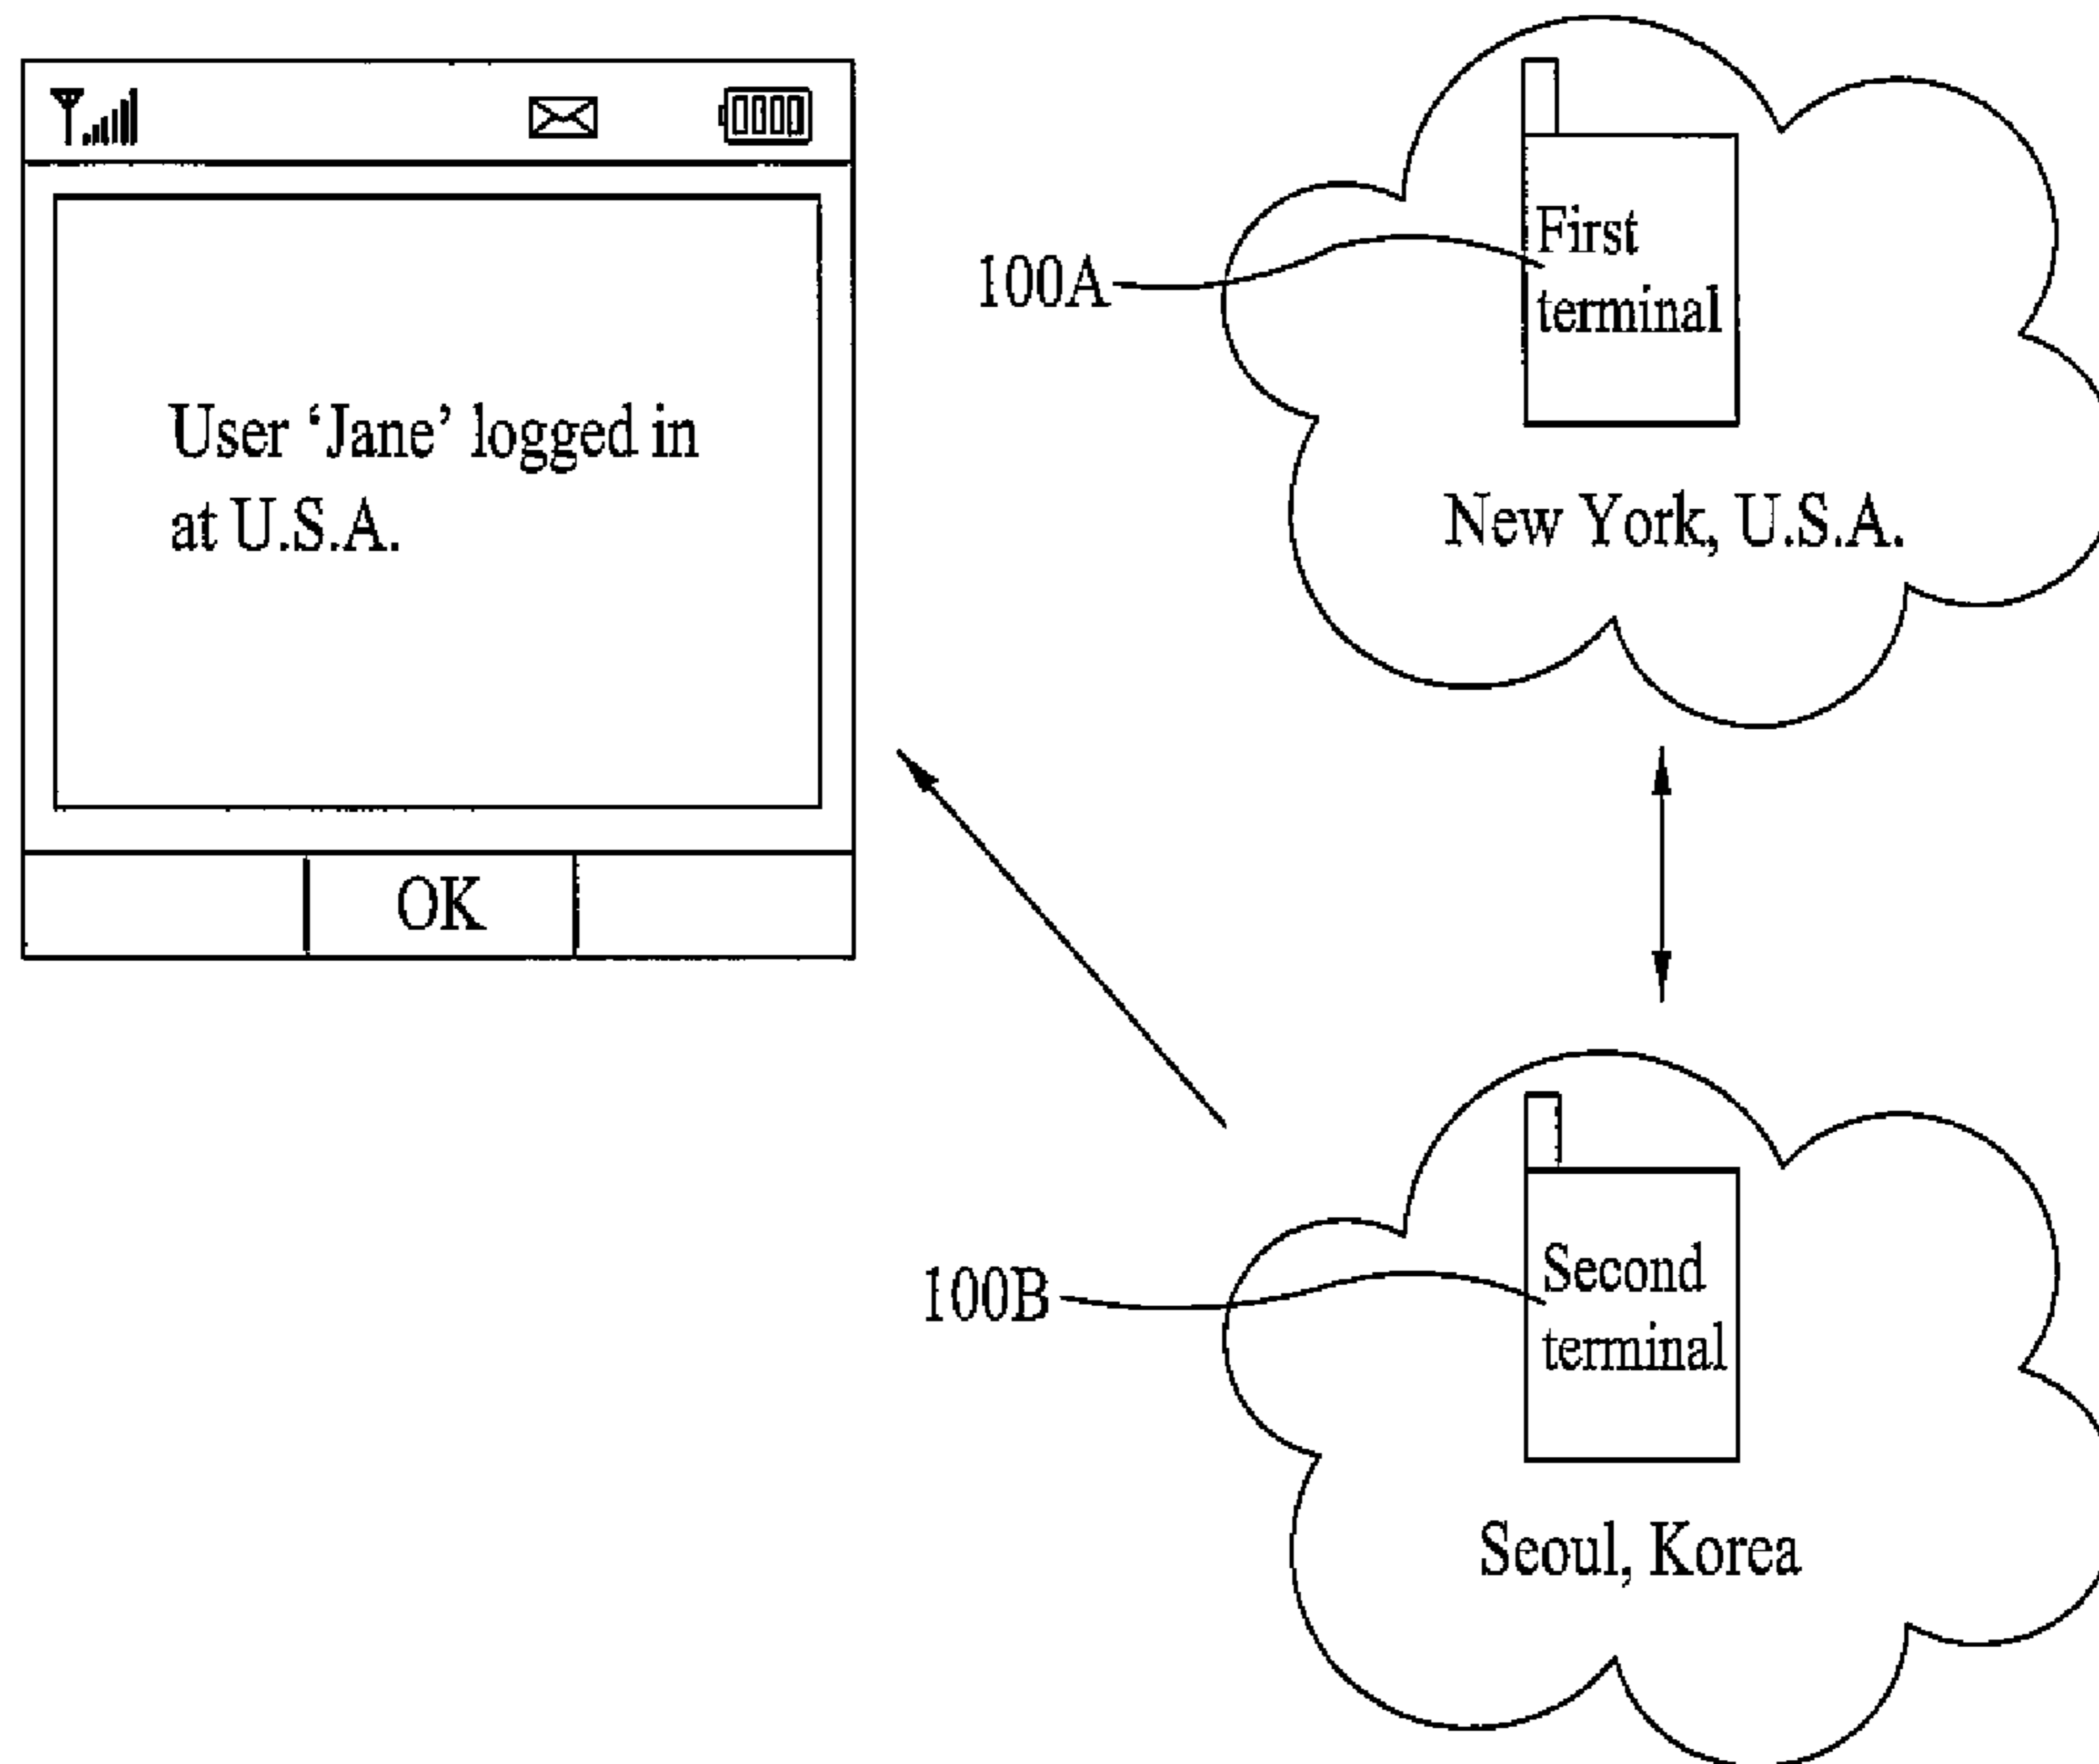 User ‘Jane’ logged in
at U.S.A.
OK
100A
First
terminal
New York, U.S.A.
100B
Second
terminal
Seoul, Korea